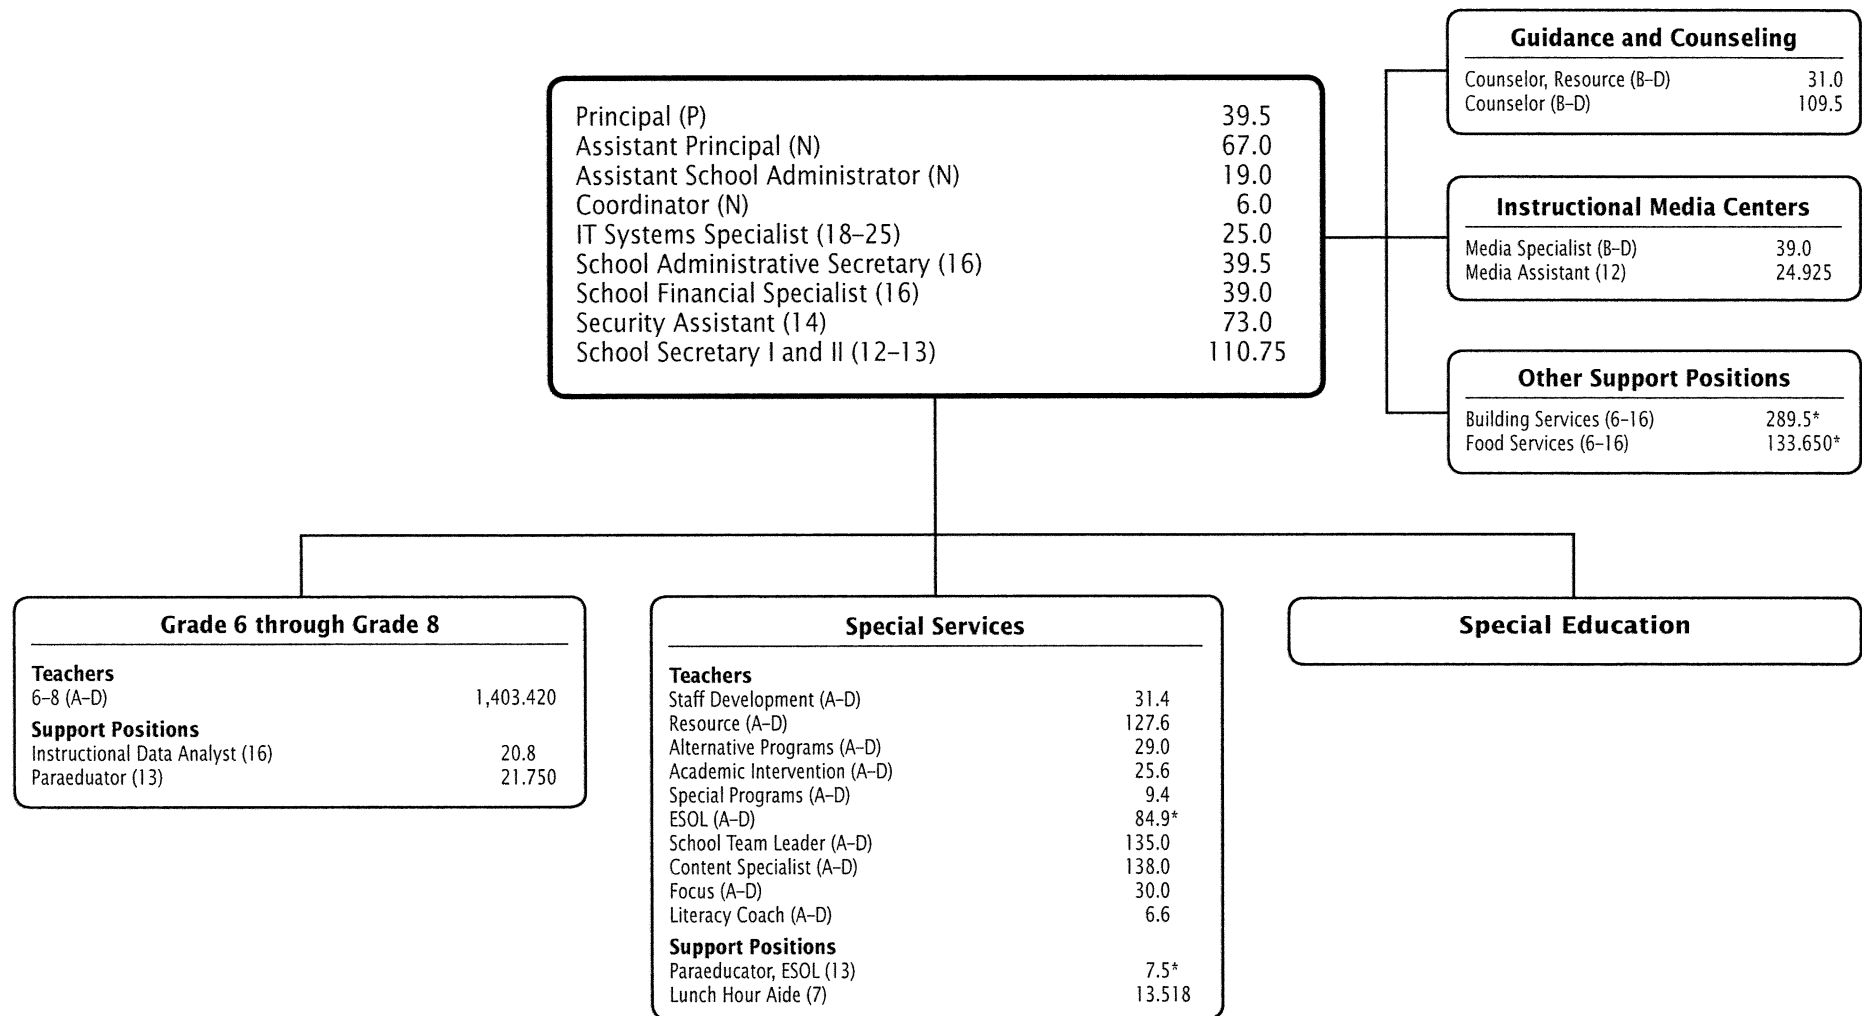 Guidance and Counseling
Counselor, Resource (B–D) 31.0
Counselor (B–D) 109.5
Principal (P) 39.5
Assistant Principal (N) 67.0
Assistant School Administrator (N) 19.0
Coordinator (N) 6.0
IT Systems Specialist (18–25) 25.0
School Administrative Secretary (16) 39.5
School Financial Specialist (16) 39.0
Security Assistant (14) 73.0
School Secretary I and II (12–13) 110.75
Instructional Media Centers
Media Specialist (B–D) 39.0
Media Assistant (12) 24.925
Other Support Positions
Building Services (6–16) 289.5*
Food Services (6–16) 133.650*
Grade 6 through Grade 8
Teachers
6–8 (A–D) 1,403.420
Support Positions
Instructional Data Analyst (16) 20.8
Paraeduator (13) 21.750
Special Services
Teachers
Staff Development (A–D) 31.4
Resource (A–D) 127.6
Alternative Programs (A–D) 29.0
Academic Intervention (A–D) 25.6
Special Programs (A–D) 9.4
ESOL (A–D) 84.9*
School Team Leader (A–D) 135.0
Content Specialist (A–D) 138.0
Focus (A–D) 30.0
Literacy Coach (A–D) 6.6
Support Positions
Paraeducator, ESOL (13) 7.5*
Lunch Hour Aide (7) 13.518
Special Education